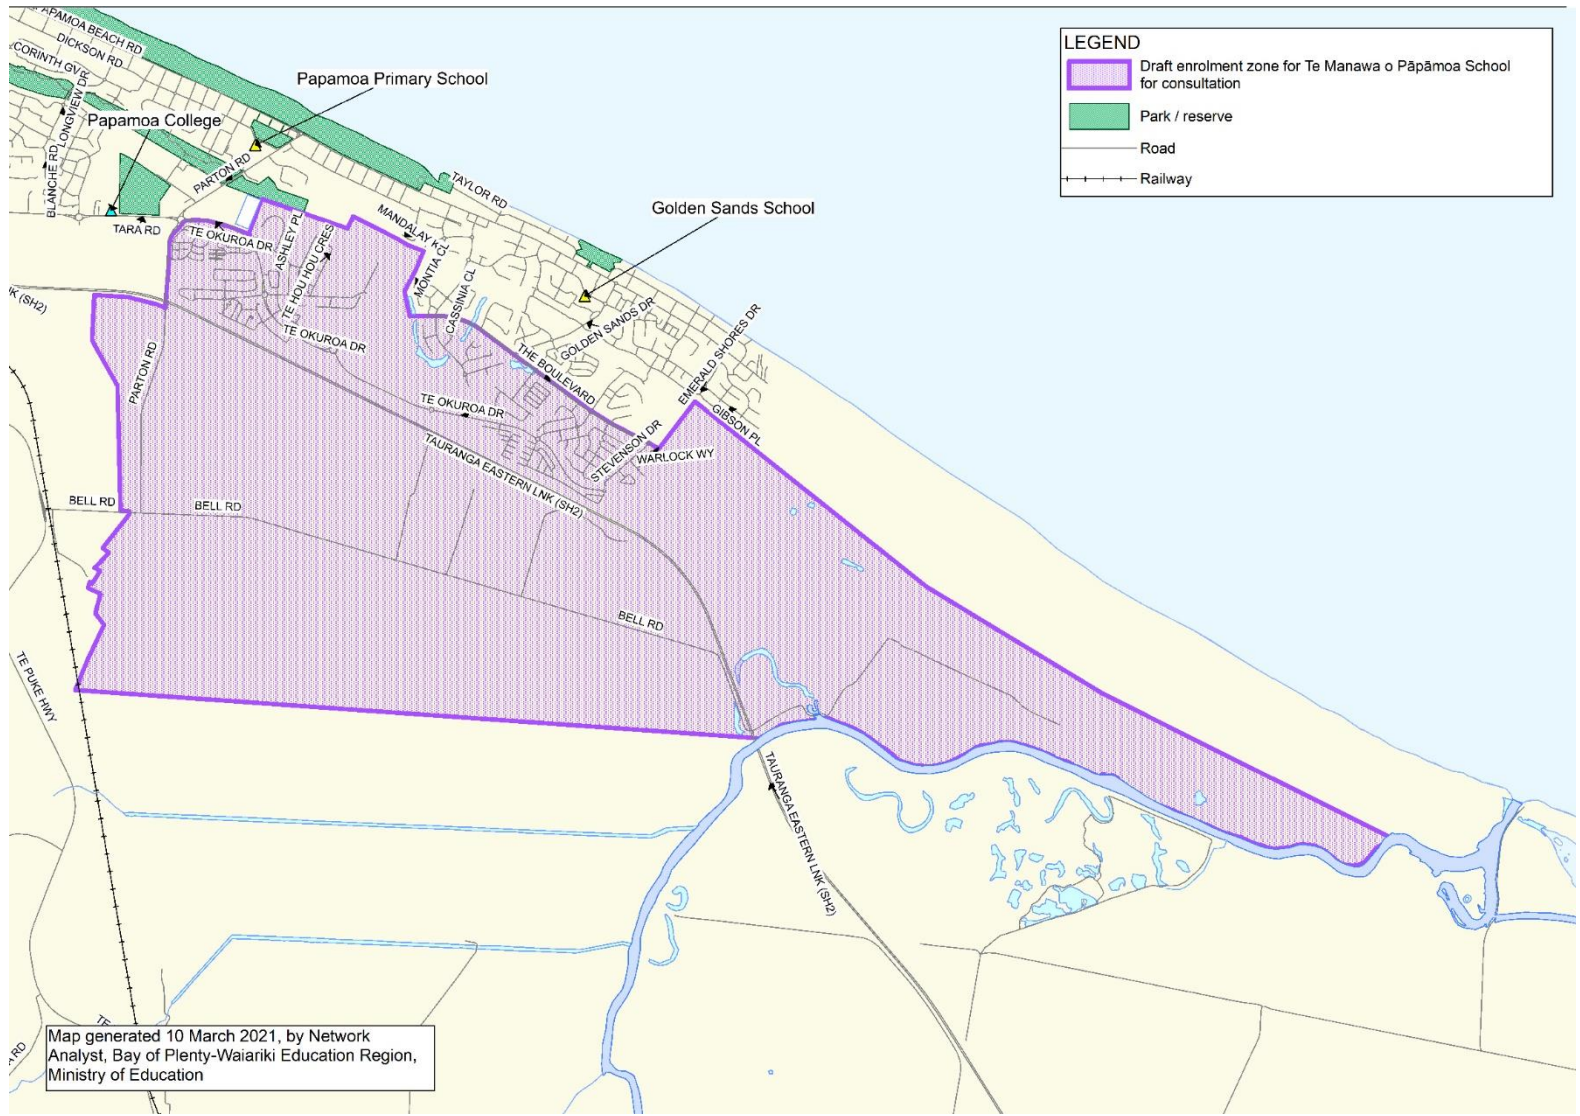 PAPAMOA BEACH RD
DICKSON RD
CORINTH GV
LONGVIEW DR
BLANCHE RD
Papamoa Primary School
Papamoa College
PARTON RD
TARA RD
TE OKUROA DR
ASHLEY PL
TE HOU HOU CRES
MANDALAY
TAYLOR RD
MONTIA CL
CASSINIA CL
Golden Sands School
GOLDEN SANDS DR
EMERALD SHORES DR
THE BOULEVARD
GIBSON PL
STEVENSON DR
WARLOCK WY
LEGEND
Draft enrolment zone for Te Manawa o Pāpāmoa School
for consultation
Park / reserve
Road
Railway
(SH2)
PARTON RD
TE OKUROA DR
TE OKUROA DR
TAURANGA EASTERN LNK (SH2)
BELL RD
BELL RD
BELL RD
TE PUKE HWY
TAURANGA EASTERN LNK (SH2)
TE
RD
Map generated 10 March 2021, by Network
Analyst, Bay of Plenty-Waiariki Education Region,
Ministry of Education